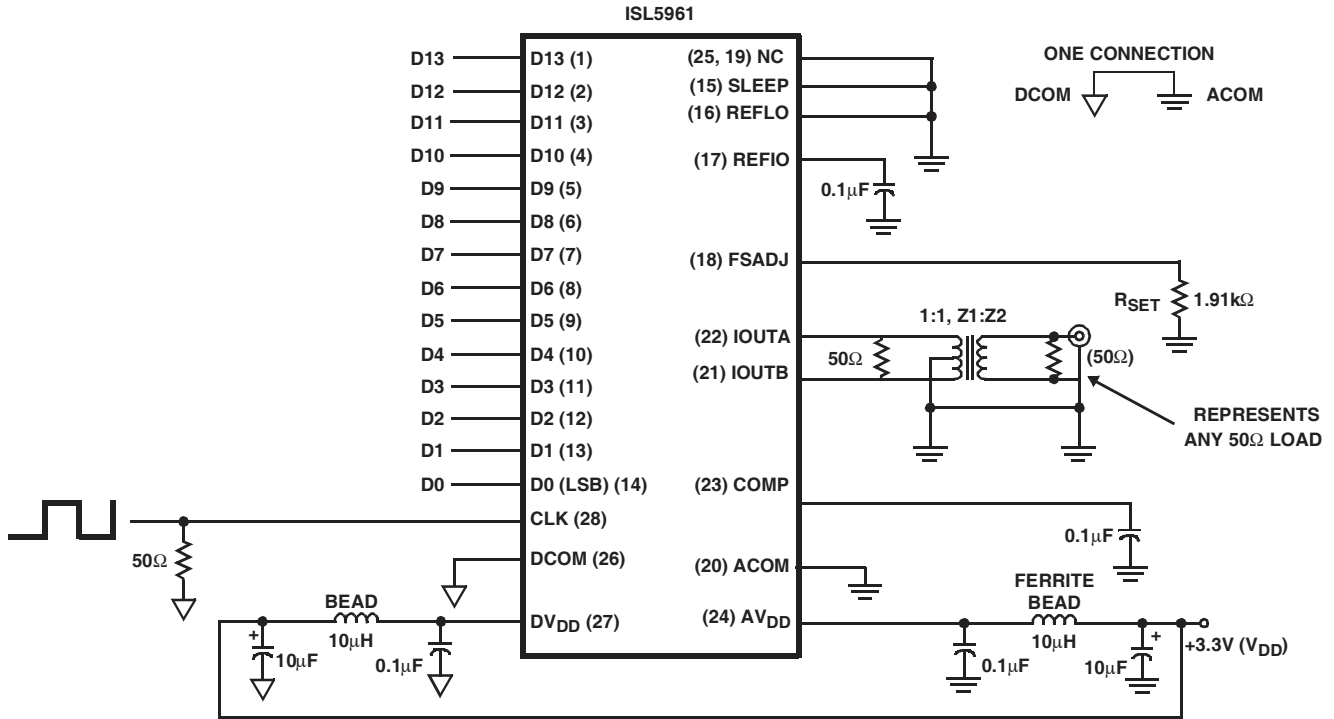 ISL5961
D13 D13 (1)
D12 D12 (2)
D11 D11 (3)
D10 D10 (4)
D9 D9 (5)
D8 D8 (6)
D7 D7 (7)
D6 D6 (8)
D5 D5 (9)
D4 D4 (10)
D3 D3 (11)
D2 D2 (12)
D1 D1 (13)
D0 D0 (LSB) (14)
CLK (28)
50Ω
DCOM (26)
BEAD
DVDD (27)
10μH
+
10μF
0.1μF
(25, 19) NC
(15) SLEEP
(16) REFLO
(17) REFIO
0.1μF
(18) FSADJ
RSET 1.91kΩ
1:1, Z1:Z2
(22) IOUTA
50Ω
(50Ω)
(21) IOUTB
REPRESENTS
ANY 50Ω LOAD
(23) COMP
0.1μF
(20) ACOM
FERRITE
BEAD
(24) AVDD
10μH
+
+3.3V (VDD)
0.1μF
10μF
ONE CONNECTION
DCOM ACOM